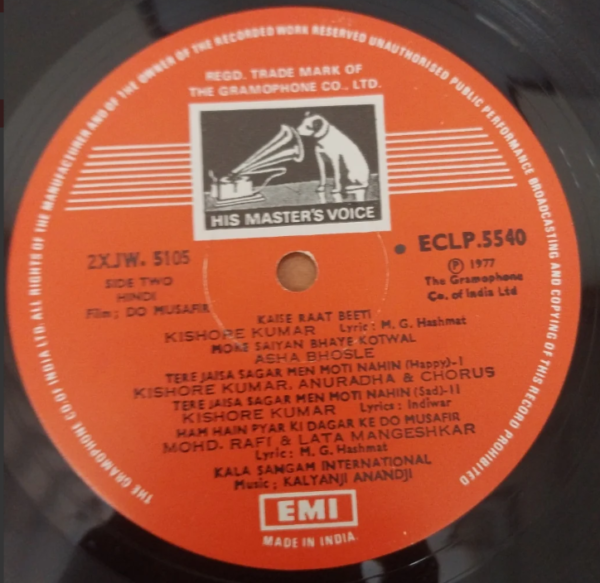 THE GRAMOPHONE CO. OF INDIA LTD. ALL RIGHTS OF THE MANUFACTURER AND OF THE OWNER OF THE RECORDED WORK RESERVED UNAUTHORISED PUBLIC PERFORMANCE BROADCASTING AND COPYING OF THIS RECORD PROHIBITED
REGD. TRADE MARK OF
THE GRAMOPHONE CO., LTD.
HIS MASTER'S VOICE
2XJW. 5105
SIDE TWO
HINDI
Film; DO MUSAFIR
ECLP.5540
Ⓟ 1977
The Gramophone
Co. of India Ltd
KAISE RAAT BEETI
KISHORE KUMAR Lyric: M. G. Hashmat
MORE SAIYAN BHAYE KOTWAL
ASHA BHOSLE
TERE JAISA SAGAR MEN MOTI NAHIN (Happy)-I
KISHORE KUMAR, ANURADHA & CHORUS
TERE JAISA SAGAR MEN MOTI NAHIN (Sad)-II
KISHORE KUMAR Lyrics: Indiwar
HAM HAIN PYAR KI DAGAR KE DO MUSAFIR
MOHD. RAFI & LATA MANGESHKAR
Lyric: M. G. Hashmat
KALA SAMGAM INTERNATIONAL
Music; KALYANJI ANANDJI
EMI
MADE IN INDIA